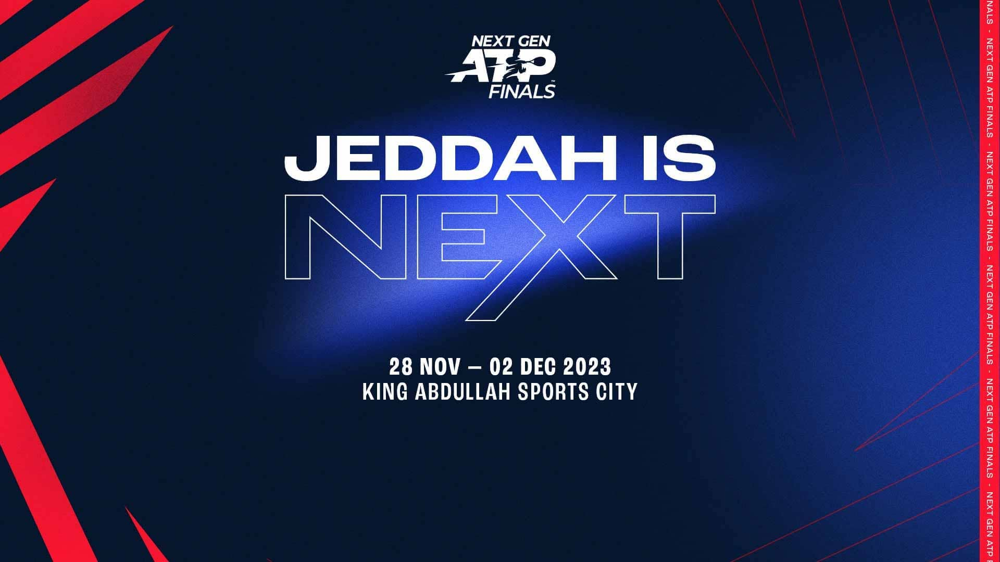 NEXT GEN
ATP
FINALS
JEDDAH IS
NEXT
28 NOV – 02 DEC 2023
KING ABDULLAH SPORTS CITY
NALS - NEXT GEN ATP FINALS - NEXT GEN ATP FINALS - NEXT GEN ATP FINALS - NEXT GEN ATP FINALS - NEXT GEN ATP F